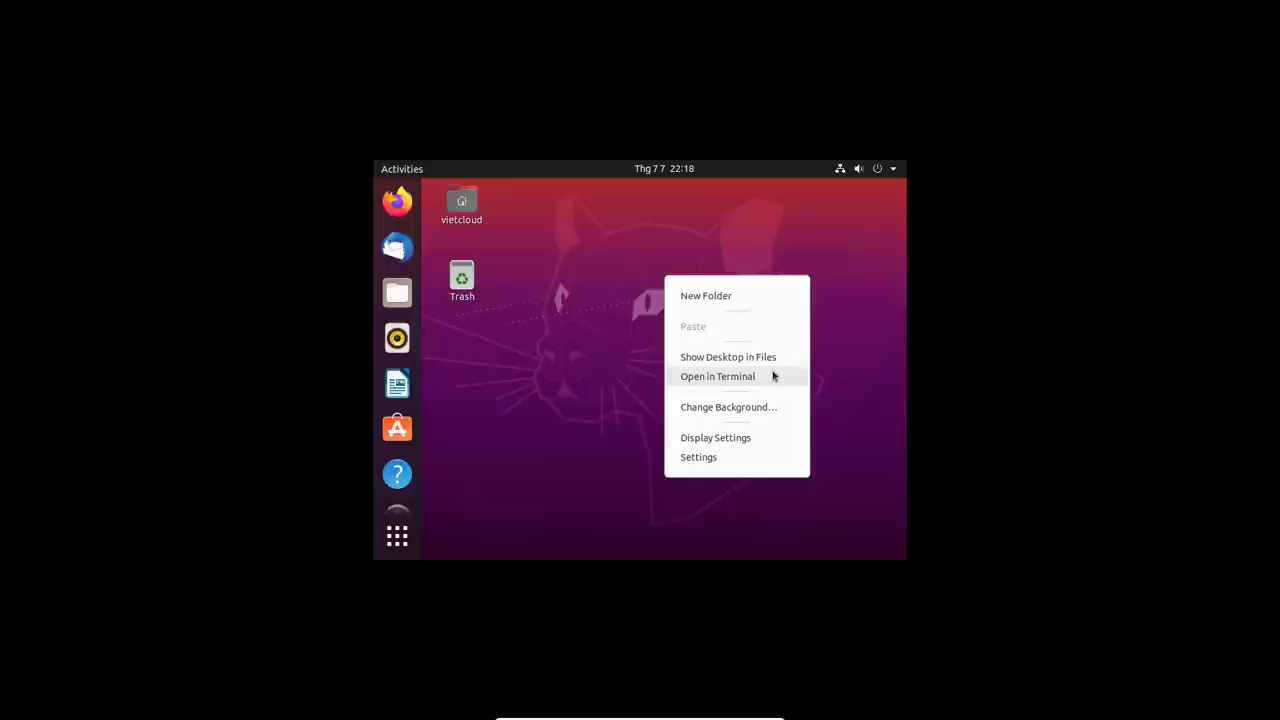 Activities
Thg 7 7 22:18
vietcloud
Trash
New Folder
Paste
Show Desktop in Files
Open in Terminal
Change Background...
Display Settings
Settings